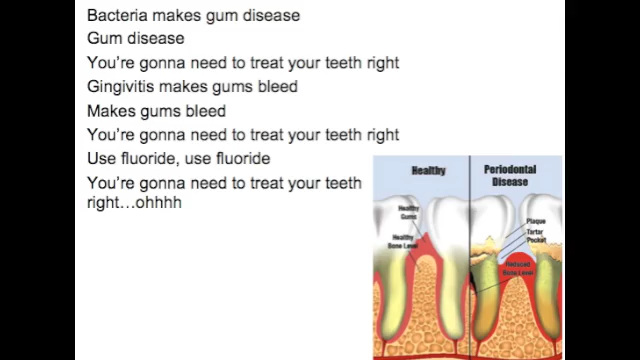 Bacteria makes gum disease
Gum disease
You're gonna need to treat your teeth right
Gingivitis makes gums bleed
Makes gums bleed
You're gonna need to treat your teeth right
Use fluoride, use fluoride
You're gonna need to treat your teeth
right…ohhhh
Healthy
Periodontal
Disease
Healthy
Gums
Healthy
Bone Level
Plaque
Tartar
Pocket
Reduced
Bone Level